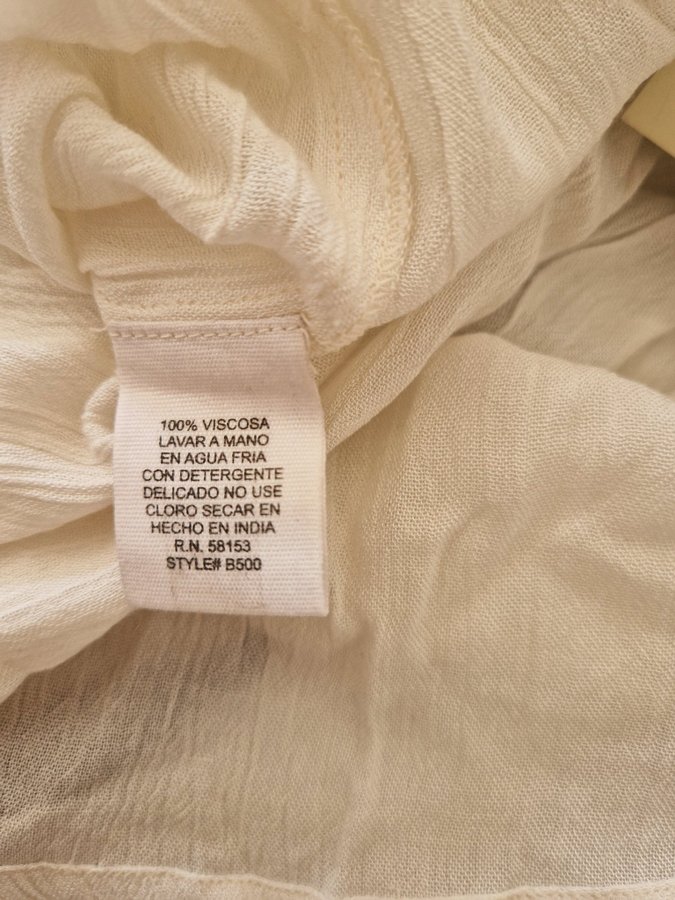 100% VISCOSA
LAVAR A MANO
EN AGUA FRIA
CON DETERGENTE
DELICADO NO USE
CLORO SECAR EN
HECHO EN INDIA
R.N. 58153
STYLE# B500